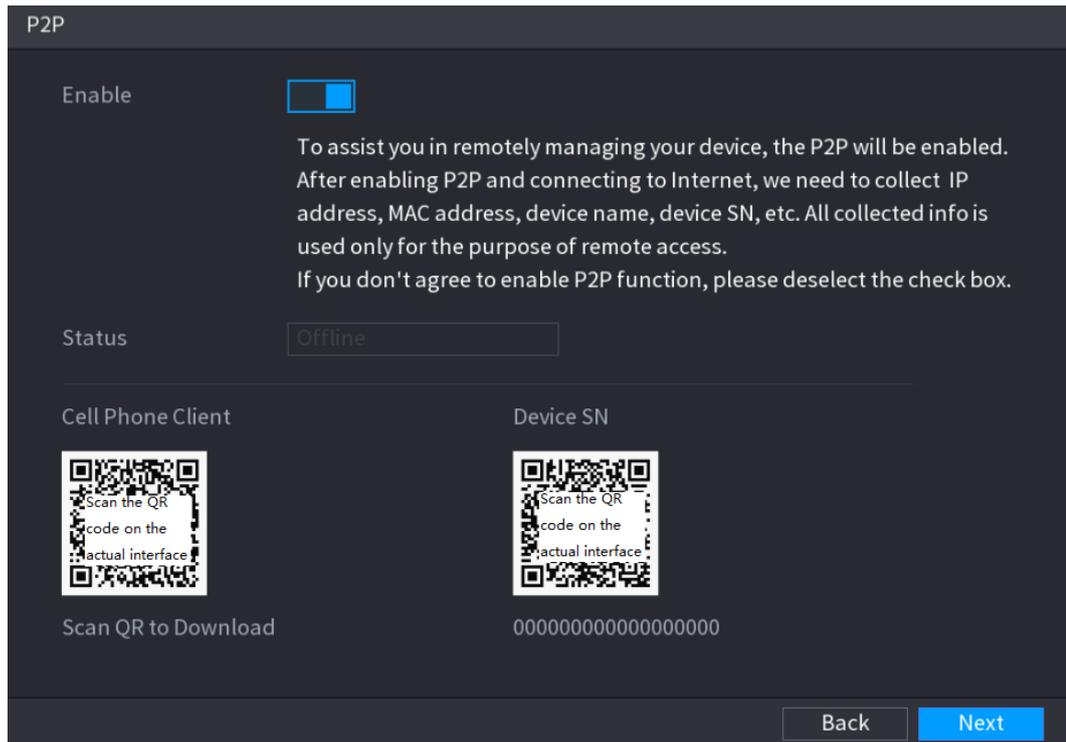 P2P
Enable
To assist you in remotely managing your device, the P2P will be enabled.
After enabling P2P and connecting to Internet, we need to collect IP
address, MAC address, device name, device SN, etc. All collected info is
used only for the purpose of remote access.
If you don't agree to enable P2P function, please deselect the check box.
Status
Offline
Cell Phone Client
Device SN
Scan the QR
code on the
actual interface
Scan the QR
code on the
actual interface
Scan QR to Download
000000000000000000
Back
Next